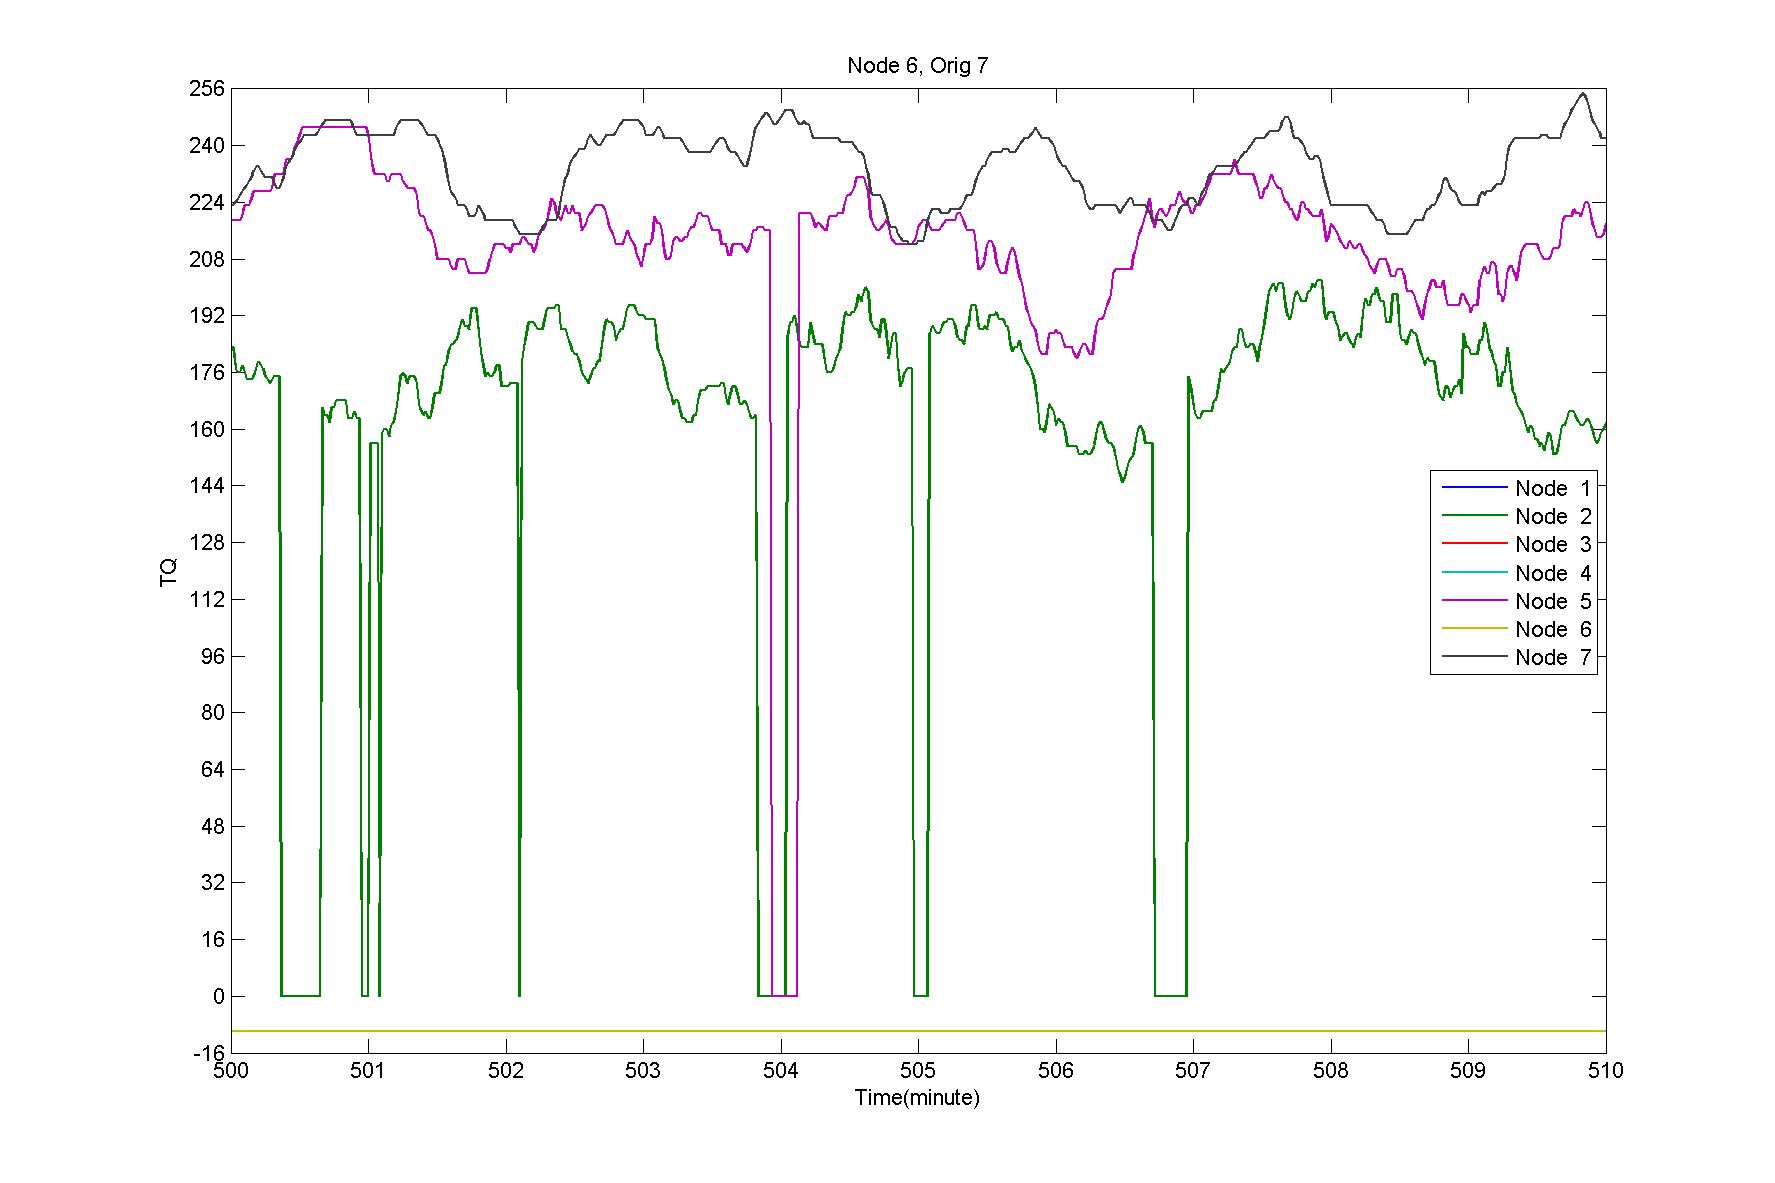 Node 6, Orig 7
256
240
224
208
192
176
160
144
128
112
96
80
64
48
32
16
0
-16
TQ
Node 1
Node 2
Node 3
Node 4
Node 5
Node 6
Node 7
500 501 502 503 504 505 506 507 508 509 510
Time(minute)